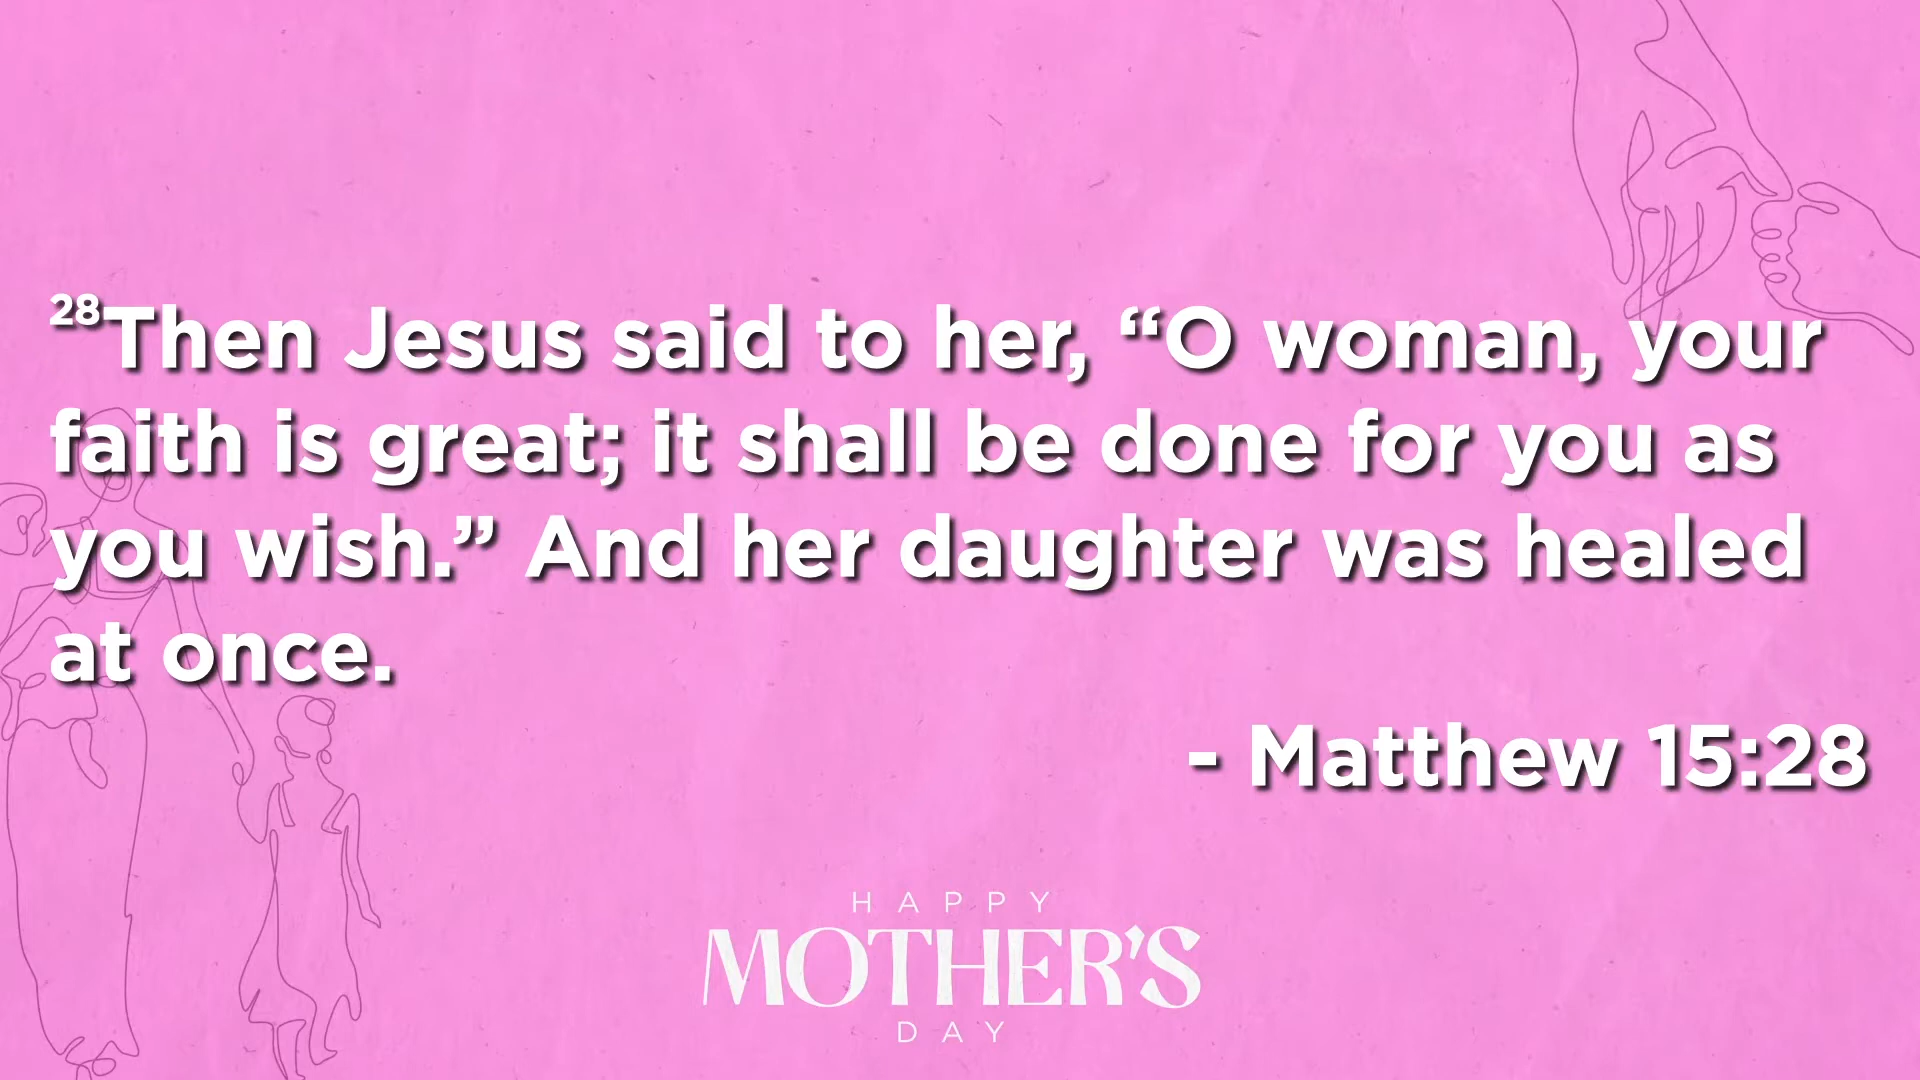 28Then Jesus said to her, “O woman, your
faith is great; it shall be done for you as
you wish.” And her daughter was healed
at once.
- Matthew 15:28
HAPPY
MOTHER’S
DAY